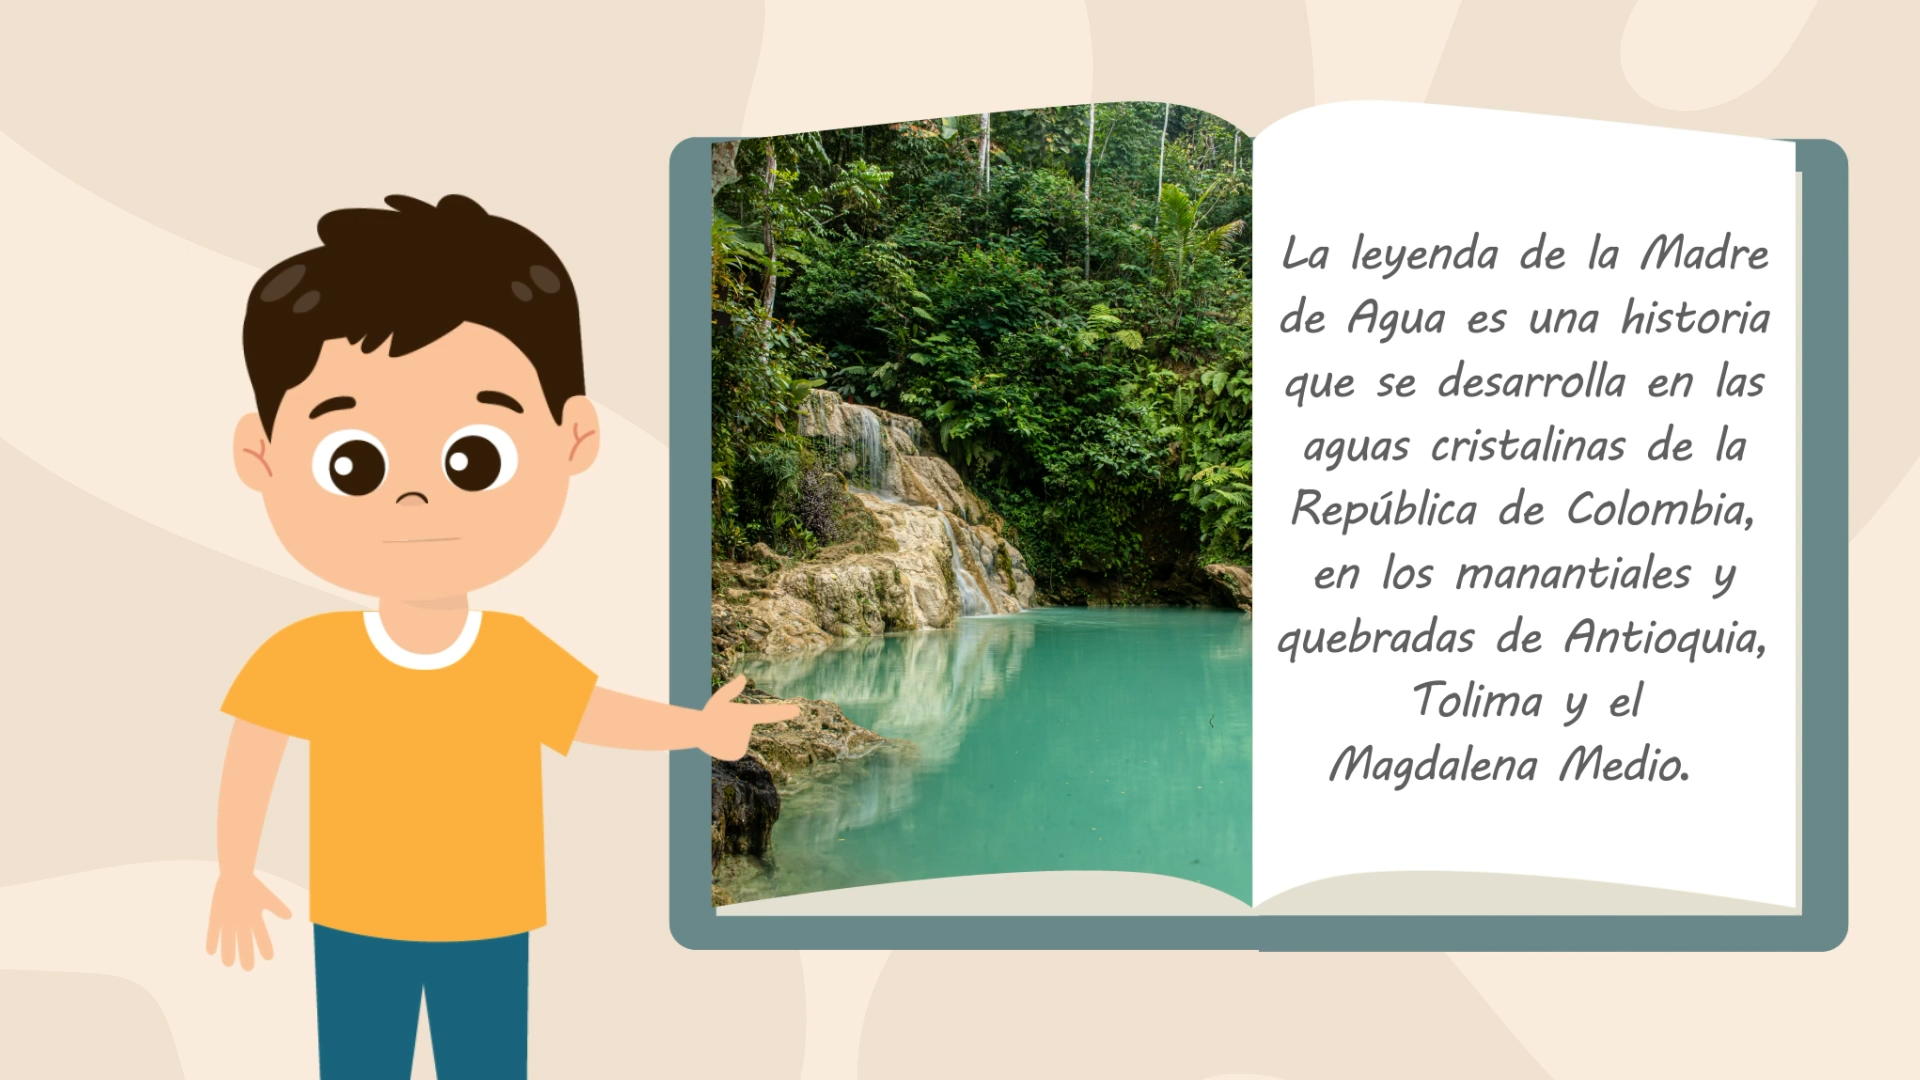 La leyenda de la Madre
de Agua es una historia
que se desarrolla en las
aguas cristalinas de la
República de Colombia,
en los manantiales y
quebradas de Antioquia,
Tolima y el
Magdalena Medio.